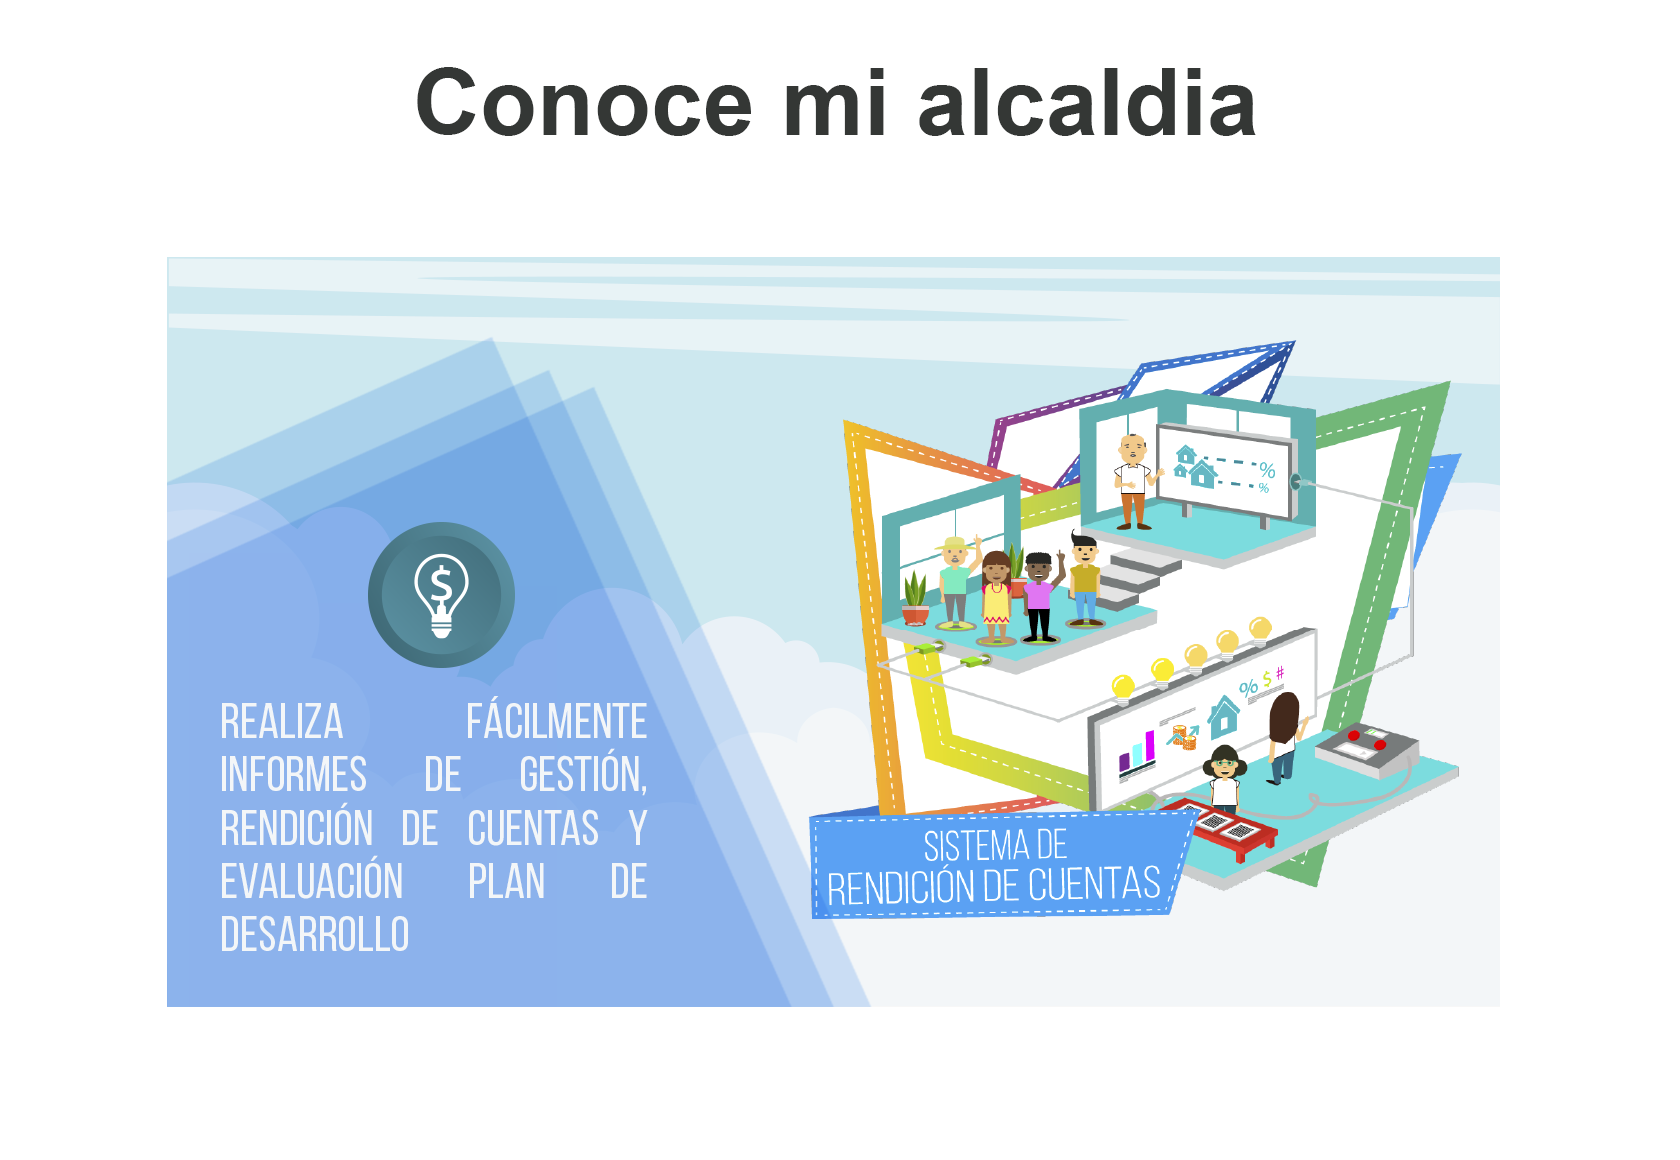 Conoce mi alcaldia
REALIZA FÁCILMENTE
INFORMES DE GESTIÓN,
RENDICIÓN DE CUENTAS Y
EVALUACIÓN PLAN DE
DESARROLLO
$
%
%
% $ #
SISTEMA DE
RENDICIÓN DE CUENTAS